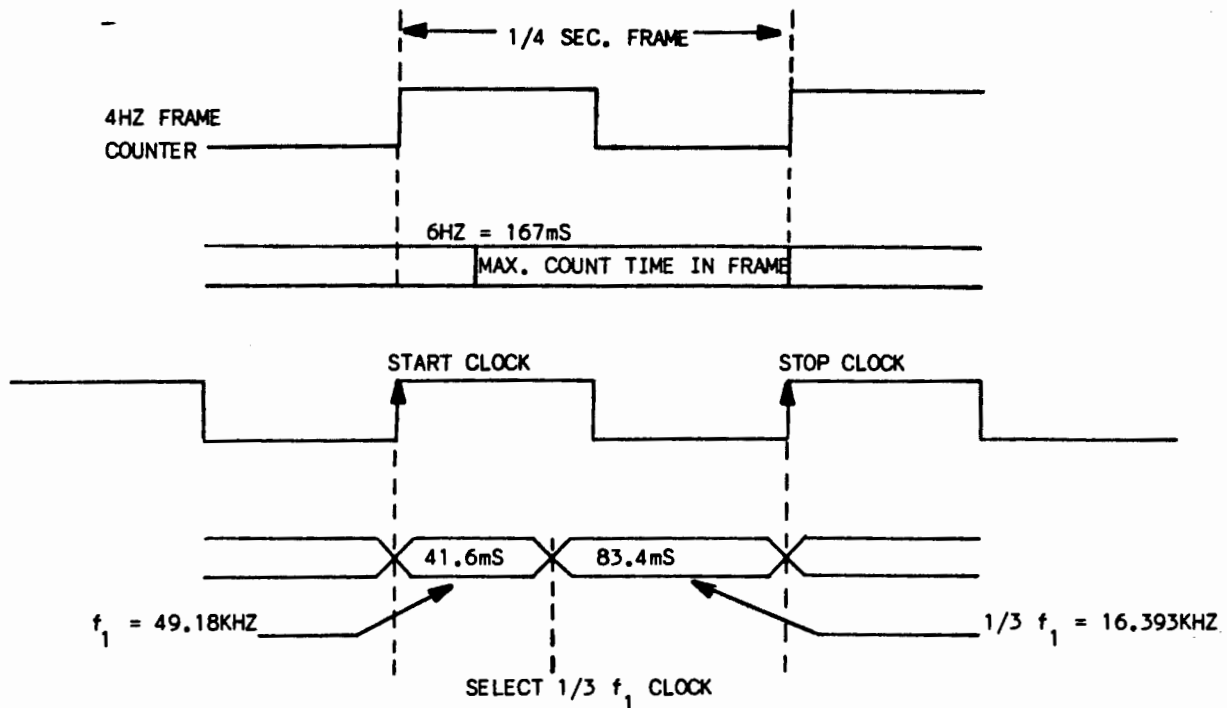 1/4 SEC. FRAME
4HZ FRAME
COUNTER
6HZ = 167mS
MAX. COUNT TIME IN FRAME
START CLOCK
STOP CLOCK
41.6mS
83.4mS
f1 = 49.18KHZ
1/3 f1 = 16.393KHZ
SELECT 1/3 f1 CLOCK